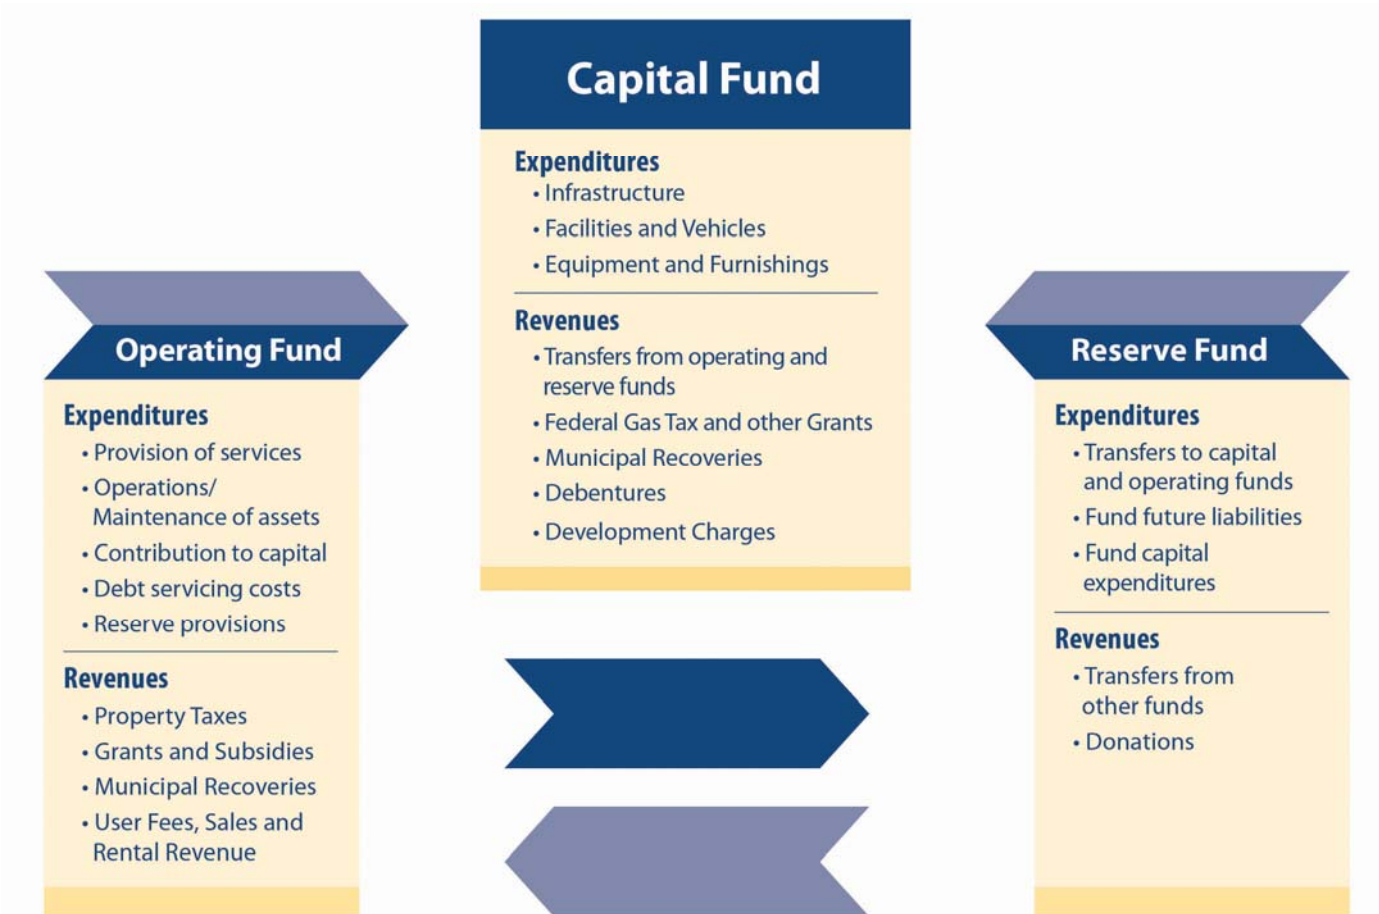 Capital Fund
Expenditures
• Infrastructure
• Facilities and Vehicles
• Equipment and Furnishings
Revenues
• Transfers from operating and
reserve funds
• Federal Gas Tax and other Grants
• Municipal Recoveries
• Debentures
• Development Charges
Operating Fund
Expenditures
• Provision of services
• Operations/
Maintenance of assets
• Contribution to capital
• Debt servicing costs
• Reserve provisions
Revenues
• Property Taxes
• Grants and Subsidies
• Municipal Recoveries
• User Fees, Sales and
Rental Revenue
Reserve Fund
Expenditures
• Transfers to capital
and operating funds
• Fund future liabilities
• Fund capital
expenditures
Revenues
• Transfers from
other funds
• Donations